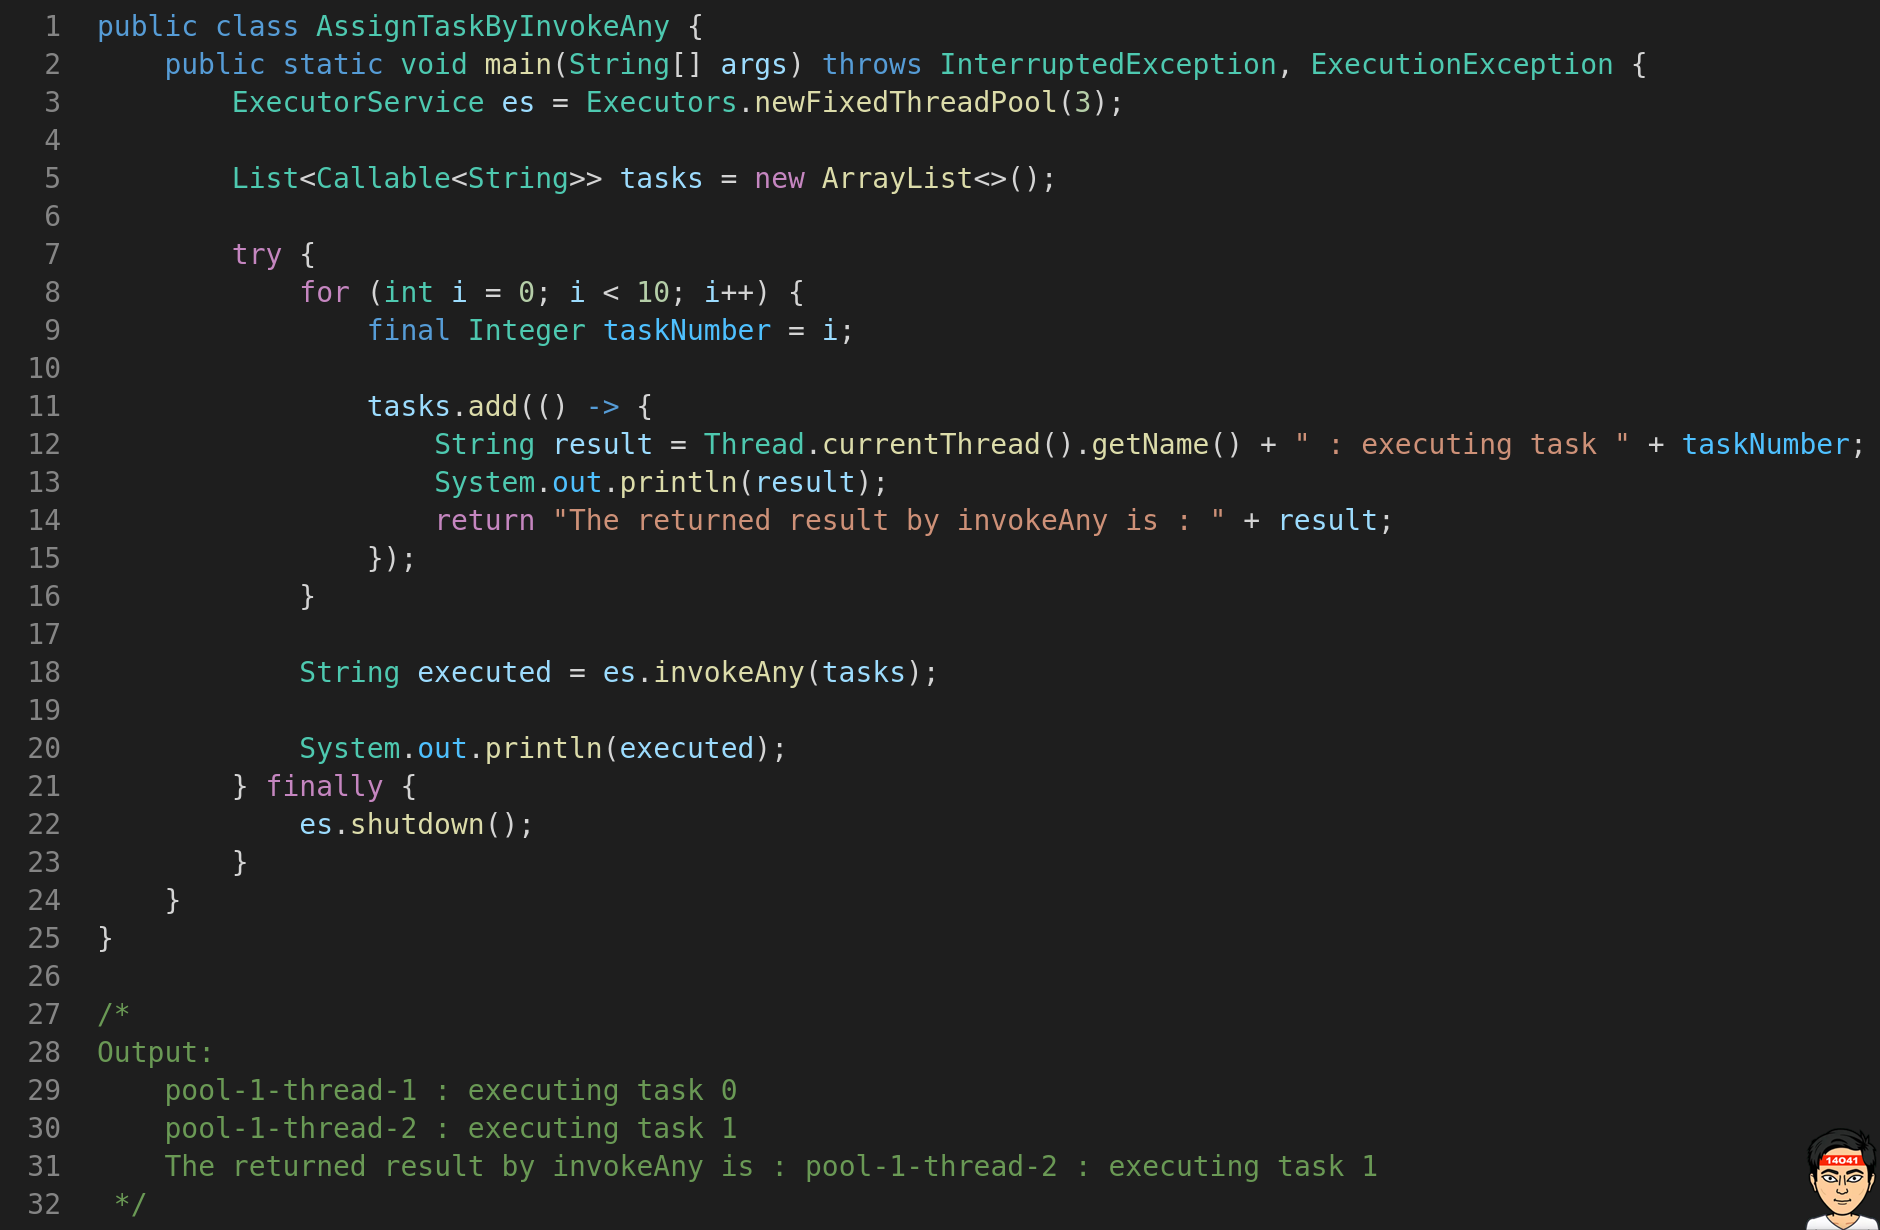 1 public class AssignTaskByInvokeAny {
2     public static void main(String[] args) throws InterruptedException, ExecutionException {
3         ExecutorService es = Executors.newFixedThreadPool(3);
4
5         List<Callable<String>> tasks = new ArrayList<>();
6
7         try {
8             for (int i = 0; i < 10; i++) {
9                 final Integer taskNumber = i;
10
11                 tasks.add(() -> {
12                     String result = Thread.currentThread().getName() + " : executing task " + taskNumber;
13                     System.out.println(result);
14                     return "The returned result by invokeAny is : " + result;
15                 });
16             }
17
18             String executed = es.invokeAny(tasks);
19
20             System.out.println(executed);
21         } finally {
22             es.shutdown();
23         }
24     }
25 }
26
27 /*
28 Output:
29     pool-1-thread-1 : executing task 0
30     pool-1-thread-2 : executing task 1
31     The returned result by invokeAny is : pool-1-thread-2 : executing task 1
32  */
14041